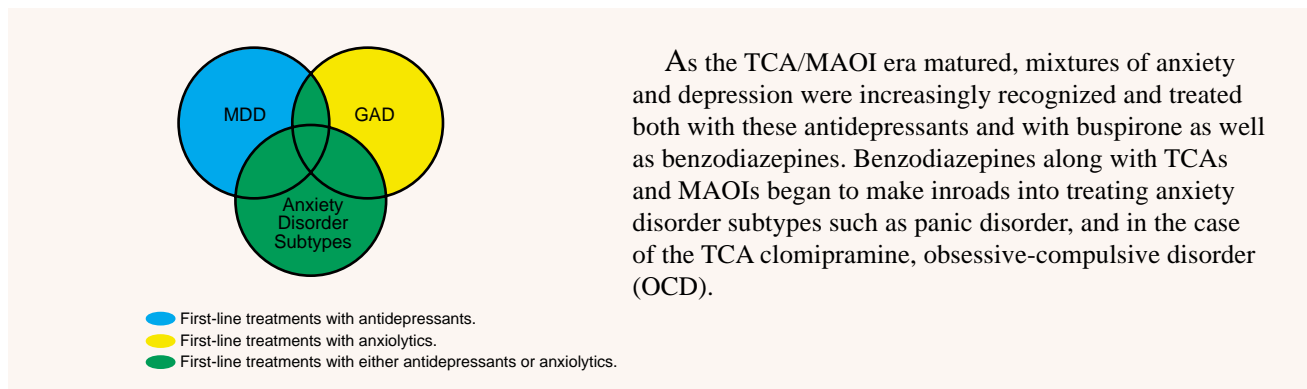 MDD
GAD
Anxiety
Disorder
Subtypes
First-line treatments with antidepressants.
First-line treatments with anxiolytics.
First-line treatments with either antidepressants or anxiolytics.
As the TCA/MAOI era matured, mixtures of anxiety
and depression were increasingly recognized and treated
both with these antidepressants and with buspirone as well
as benzodiazepines. Benzodiazepines along with TCAs
and MAOIs began to make inroads into treating anxiety
disorder subtypes such as panic disorder, and in the case
of the TCA clomipramine, obsessive-compulsive disorder
(OCD).